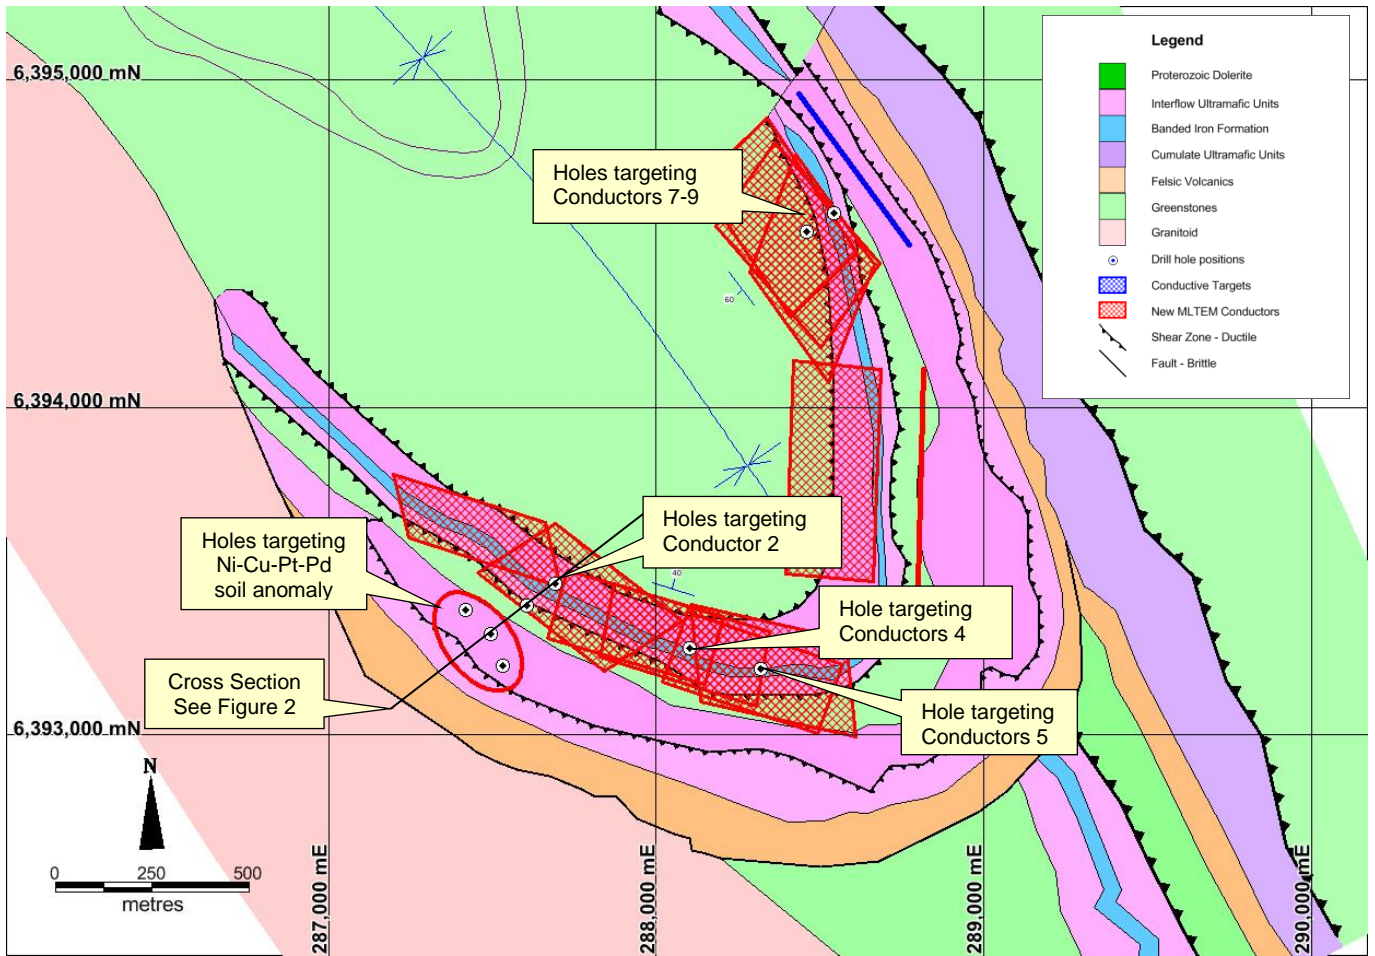 Legend
Proterozoic Dolerite
Interflow Ultramafic Units
Banded Iron Formation
Cumulate Ultramafic Units
Felsic Volcanics
Greenstones
Granitoid
Drill hole positions
Conductive Targets
New MLTEM Conductors
Shear Zone - Ductile
Fault - Brittle
6,395,000 mN
Holes targeting
Conductors 7-9
60
6,394,000 mN
Holes targeting
Conductor 2
Holes targeting
Ni-Cu-Pt-Pd
soil anomaly
40
Hole targeting
Conductors 4
Cross Section
See Figure 2
Hole targeting
Conductors 5
6,393,000 mN
N
0 250 500
metres
287,000 mE
288,000 mE
289,000 mE
290,000 mE